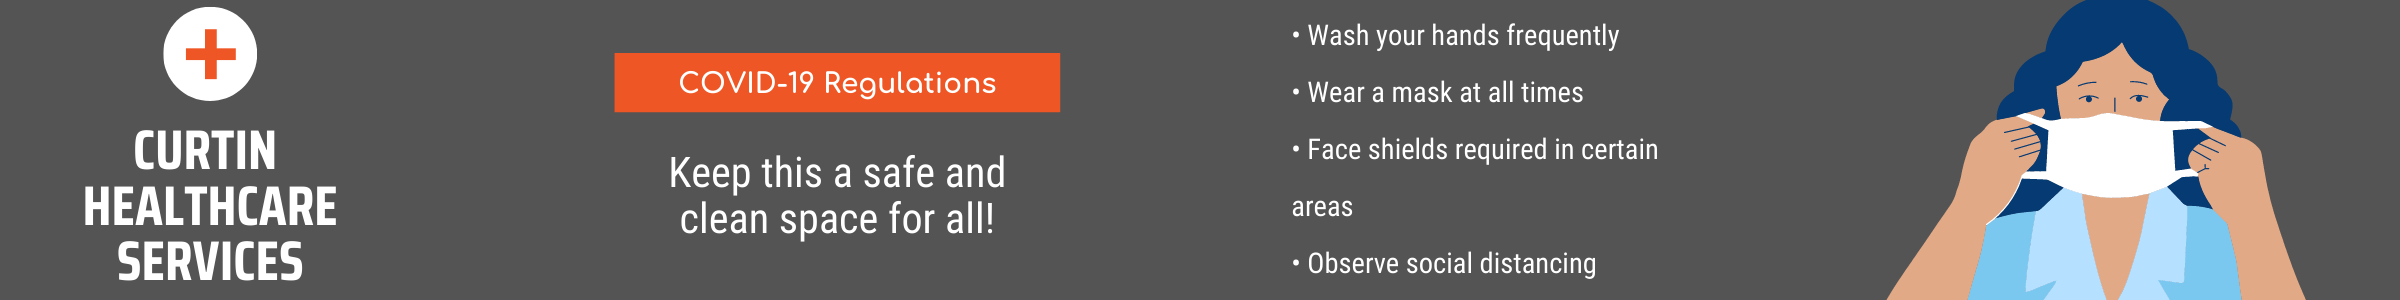 CURTIN
HEALTHCARE
SERVICES
COVID-19 Regulations
Keep this a safe and
clean space for all!
• Wash your hands frequently
• Wear a mask at all times
• Face shields required in certain
areas
• Observe social distancing